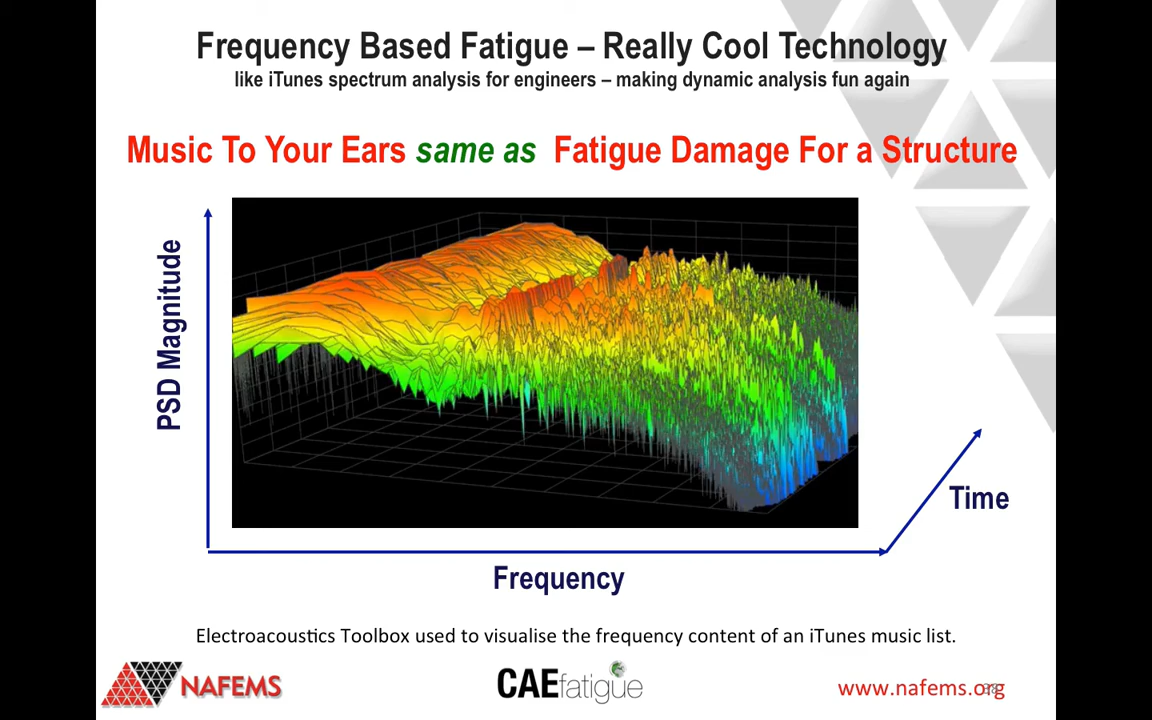 Frequency Based Fatigue – Really Cool Technology
like iTunes spectrum analysis for engineers – making dynamic analysis fun again
Music To Your Ears same as Fatigue Damage For a Structure
PSD Magnitude
Time
Frequency
Electroacoustics Toolbox used to visualise the frequency content of an iTunes music list.
NAFEMS
CAEfatigue
www.nafems.org